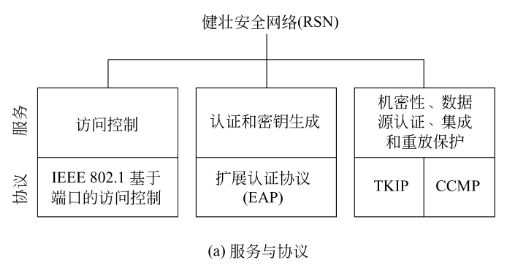 健壮安全网络(RSN)
服务
访问控制
认证和密钥生成
机密性、数据
源认证、集成
和重放保护
协议
IEEE 802.1 基于
端口的访问控制
扩展认证协议
(EAP)
TKIP
CCMP
(a) 服务与协议